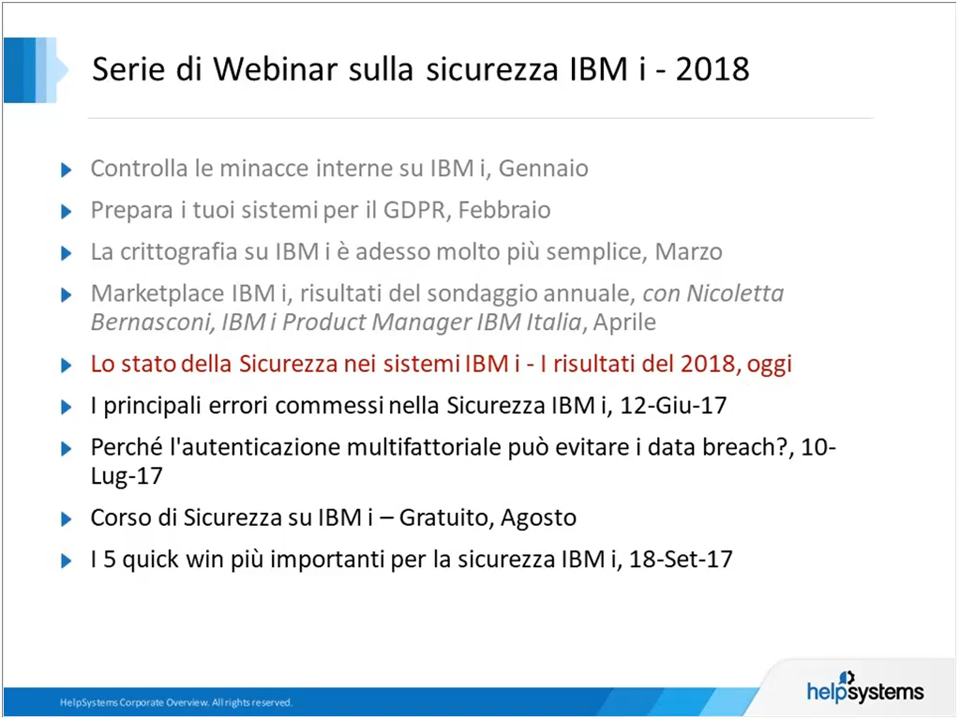 Serie di Webinar sulla sicurezza IBM i - 2018
Controlla le minacce interne su IBM i, Gennaio
Prepara i tuoi sistemi per il GDPR, Febbraio
La crittografia su IBM i è adesso molto più semplice, Marzo
Marketplace IBM i, risultati del sondaggio annuale, con Nicoletta
Bernasconi, IBM i Product Manager IBM Italia, Aprile
Lo stato della Sicurezza nei sistemi IBM i - I risultati del 2018, oggi
I principali errori commessi nella Sicurezza IBM i, 12-Giu-17
Perché l'autenticazione multifattoriale può evitare i data breach?, 10-
Lug-17
Corso di Sicurezza su IBM i – Gratuito, Agosto
I 5 quick win più importanti per la sicurezza IBM i, 18-Set-17
HelpSystems Corporate Overview. All rights reserved.
helpsystems